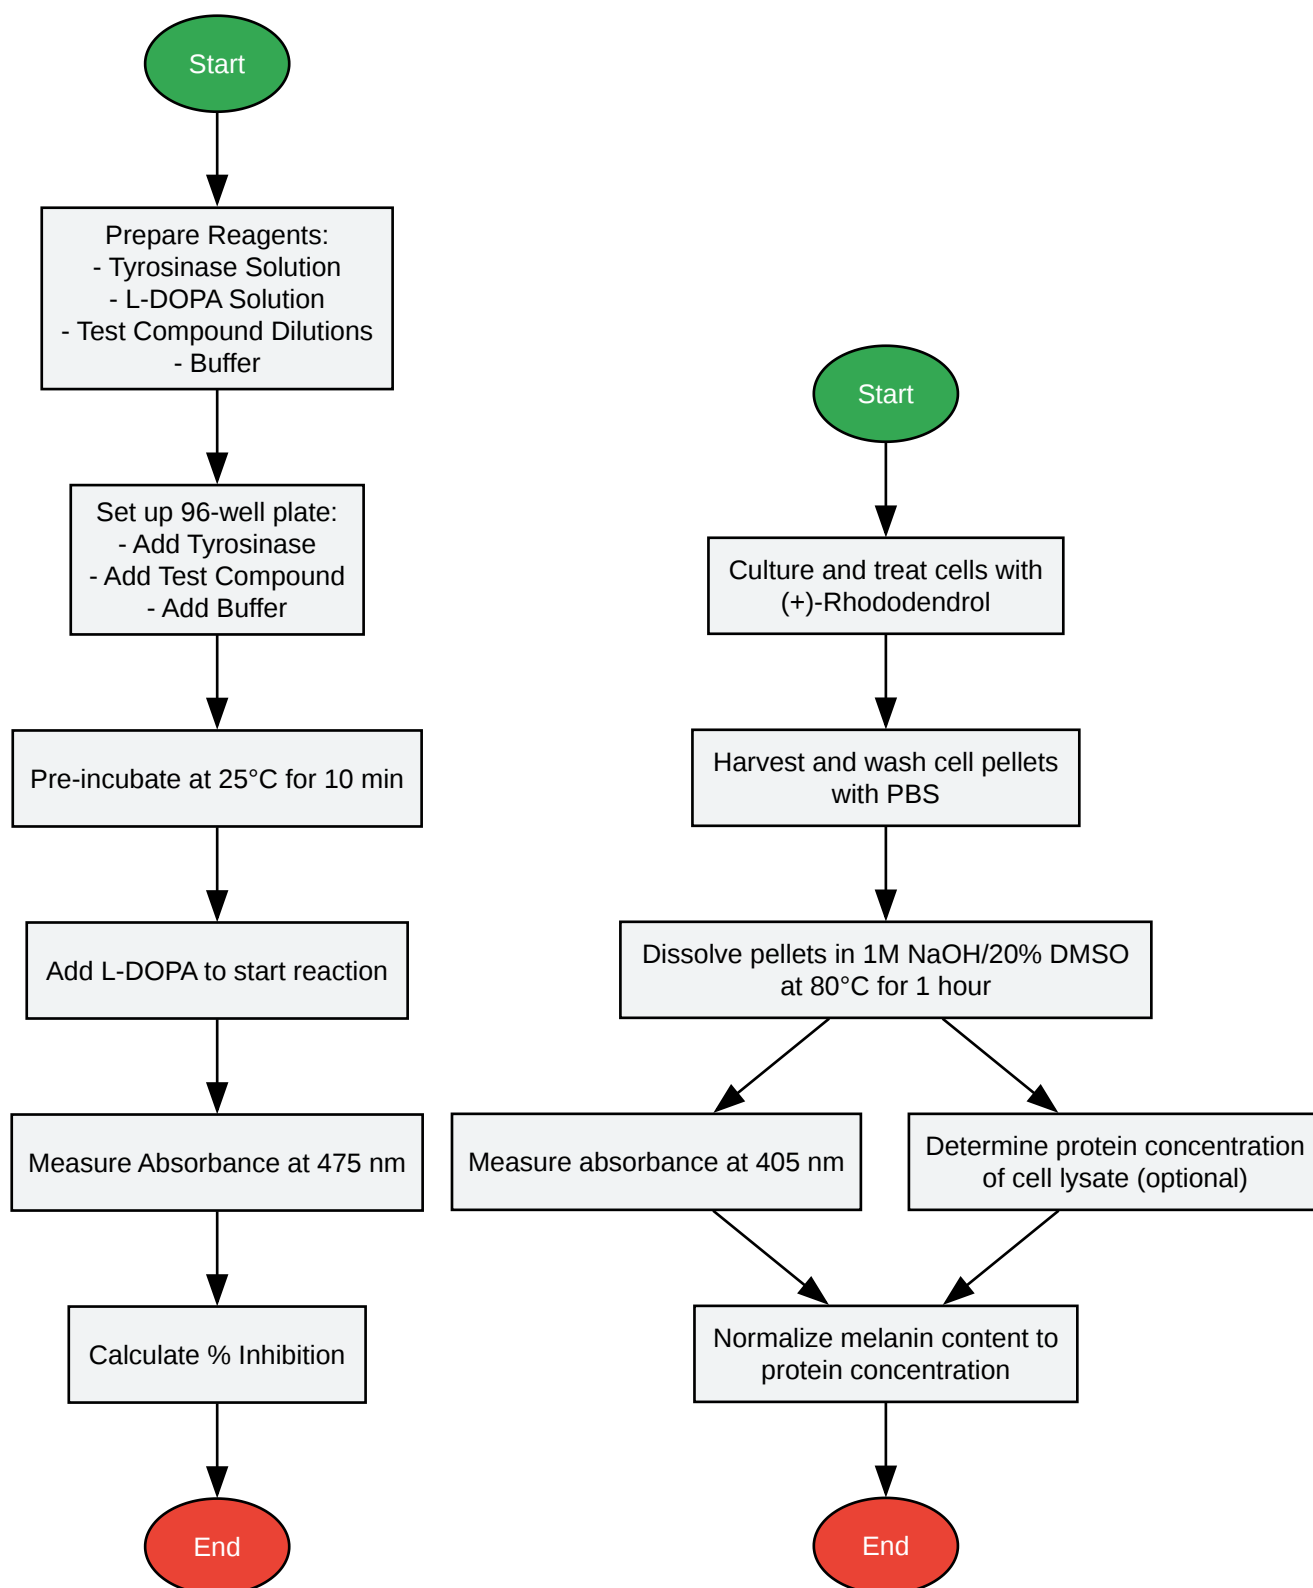 Start
Prepare Reagents:
- Tyrosinase Solution
- L-DOPA Solution
- Test Compound Dilutions
- Buffer
Set up 96-well plate:
- Add Tyrosinase
- Add Test Compound
- Add Buffer
Pre-incubate at 25°C for 10 min
Add L-DOPA to start reaction
Measure Absorbance at 475 nm
Calculate % Inhibition
End
Start
Culture and treat cells with
(+)-Rhododendrol
Harvest and wash cell pellets
with PBS
Dissolve pellets in 1M NaOH/20% DMSO
at 80°C for 1 hour
Measure absorbance at 405 nm
Determine protein concentration
of cell lysate (optional)
Normalize melanin content to
protein concentration
End